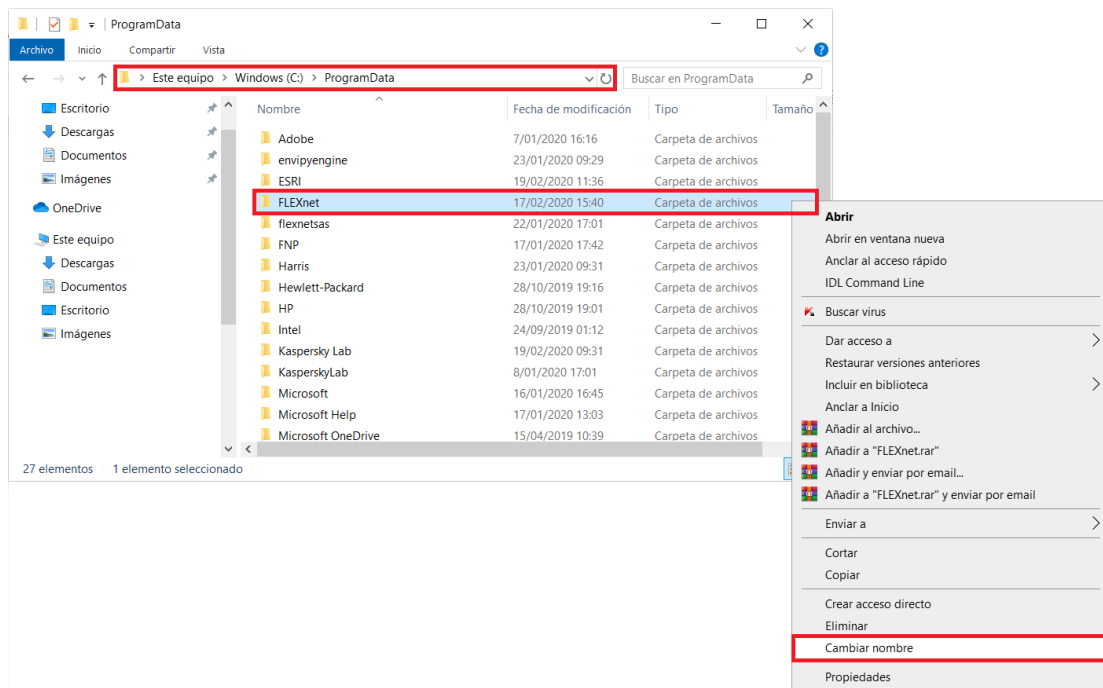 ProgramData
Archivo Inicio Compartir Vista
Este equipo > Windows (C:) > ProgramData
Buscar en ProgramData
Escritorio
Descargas
Documentos
Imágenes
OneDrive
Este equipo
Descargas
Documentos
Escritorio
Imágenes
Nombre Fecha de modificación Tipo Tamaño
Adobe 7/01/2020 16:16 Carpeta de archivos
envipyengine 23/01/2020 09:29 Carpeta de archivos
ESRI 19/02/2020 11:36 Carpeta de archivos
FLEXnet 17/02/2020 15:40 Carpeta de archivos
flexnetsas 22/01/2020 17:01 Carpeta de archivos
FNP 17/01/2020 17:42 Carpeta de archivos
Harris 23/01/2020 09:31 Carpeta de archivos
Hewlett-Packard 28/10/2019 19:16 Carpeta de archivos
HP 28/10/2019 19:01 Carpeta de archivos
Intel 24/09/2019 01:12 Carpeta de archivos
Kaspersky Lab 19/02/2020 09:31 Carpeta de archivos
KasperskyLab 8/01/2020 17:01 Carpeta de archivos
Microsoft 16/01/2020 16:45 Carpeta de archivos
Microsoft Help 17/01/2020 13:03 Carpeta de archivos
Microsoft OneDrive 15/04/2019 10:39 Carpeta de archivos
27 elementos 1 elemento seleccionado
Abrir
Abrir en ventana nueva
Anclar al acceso rápido
IDL Command Line
Buscar virus
Dar acceso a
Restaurar versiones anteriores
Incluir en biblioteca
Anclar a Inicio
Añadir al archivo...
Añadir a "FLEXnet.rar"
Añadir y enviar por email...
Añadir a "FLEXnet.rar" y enviar por email
Enviar a
Cortar
Copiar
Crear acceso directo
Eliminar
Cambiar nombre
Propiedades